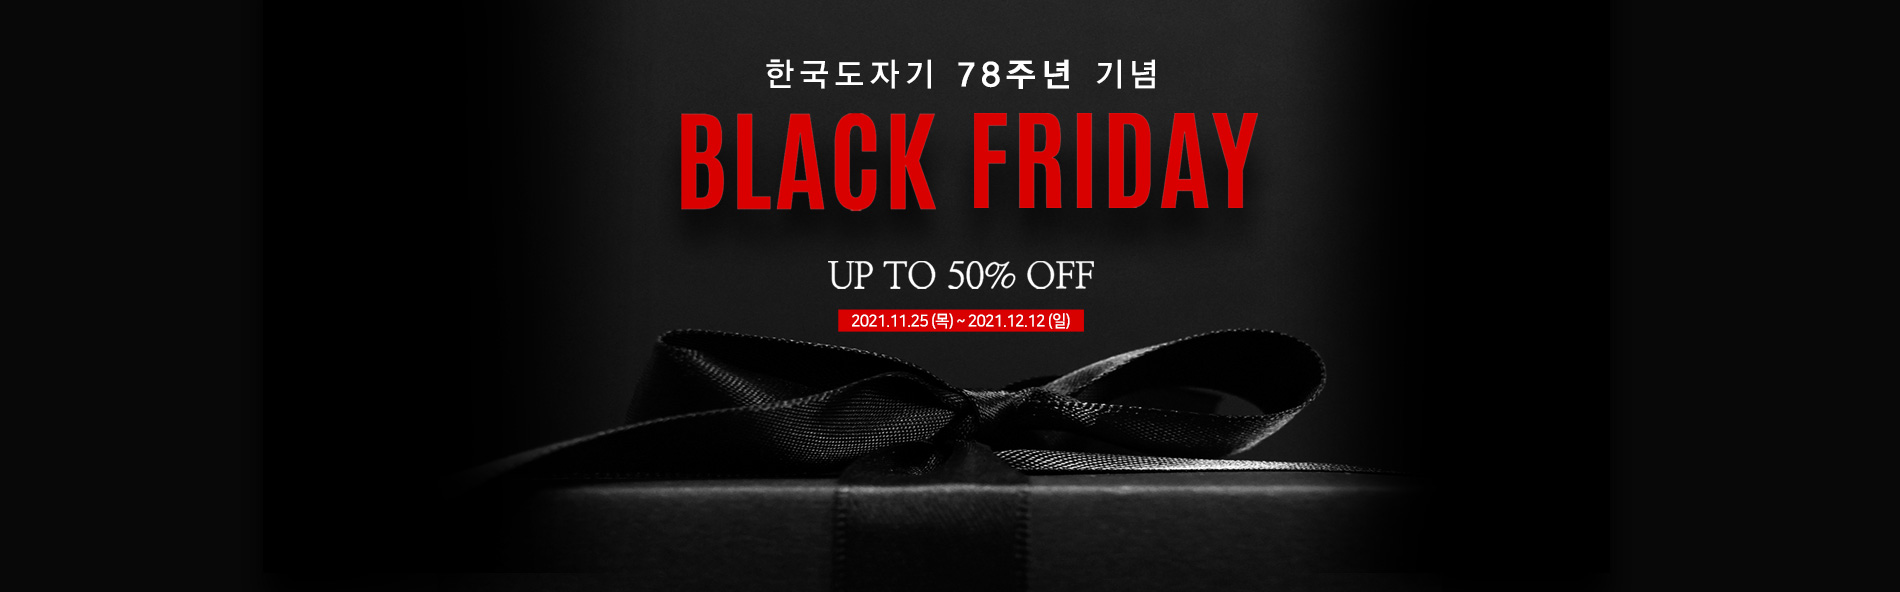 한국도자기 78주년 기념
BLACK FRIDAY
UP TO 50% OFF
2021.11.25 (목) ~ 2021.12.12 (일)